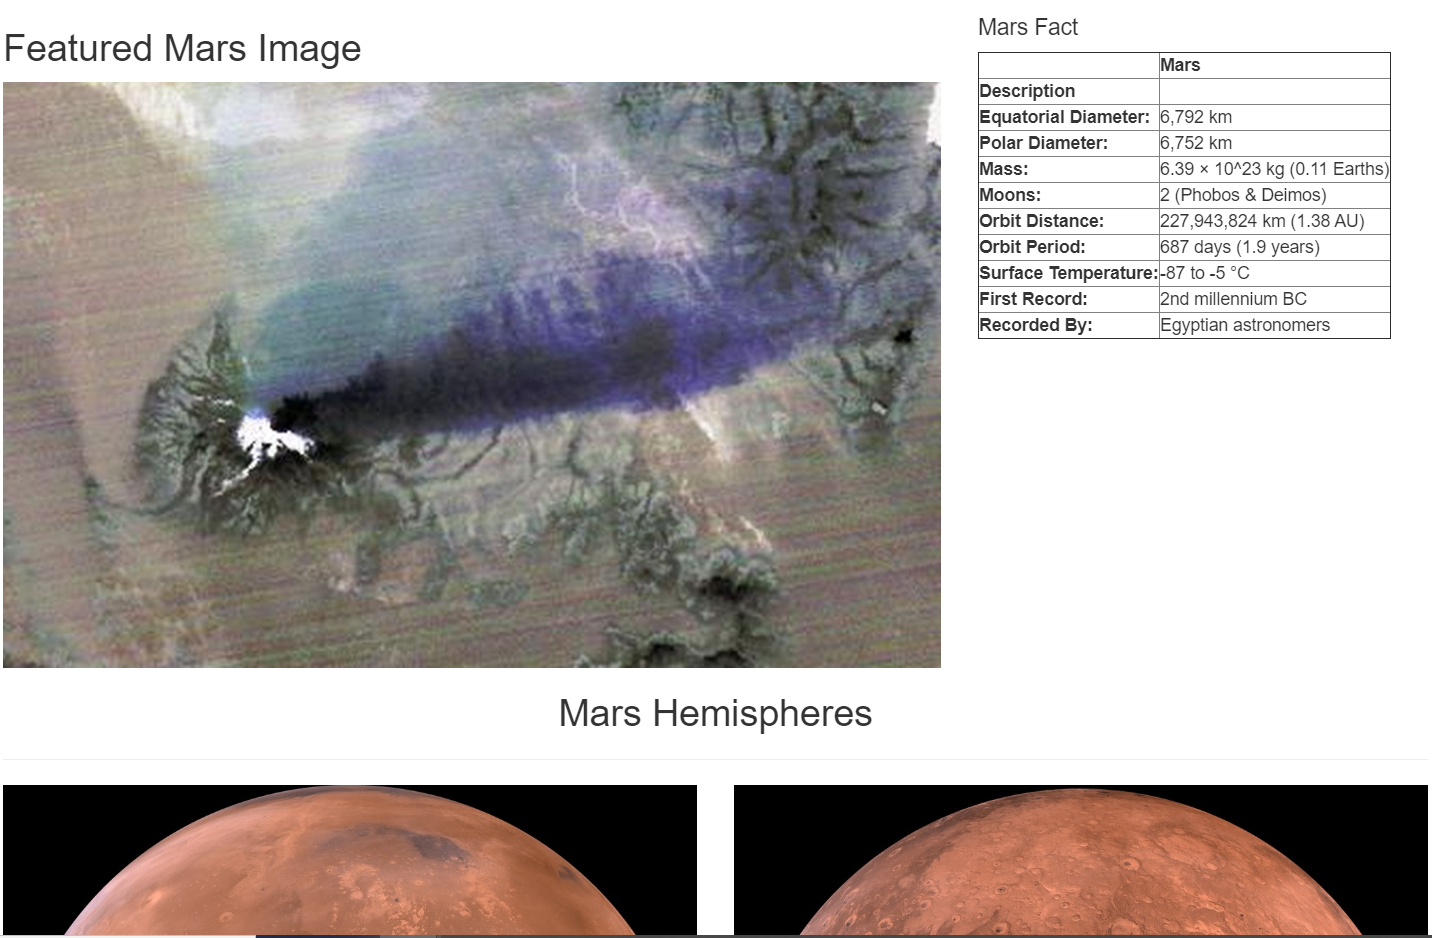 Featured Mars Image
Mars Fact
Mars
Description
Equatorial Diameter: 6,792 km
Polar Diameter: 6,752 km
Mass: 6.39 × 10^23 kg (0.11 Earths)
Moons: 2 (Phobos & Deimos)
Orbit Distance: 227,943,824 km (1.38 AU)
Orbit Period: 687 days (1.9 years)
Surface Temperature: -87 to -5 °C
First Record: 2nd millennium BC
Recorded By: Egyptian astronomers
Mars Hemispheres